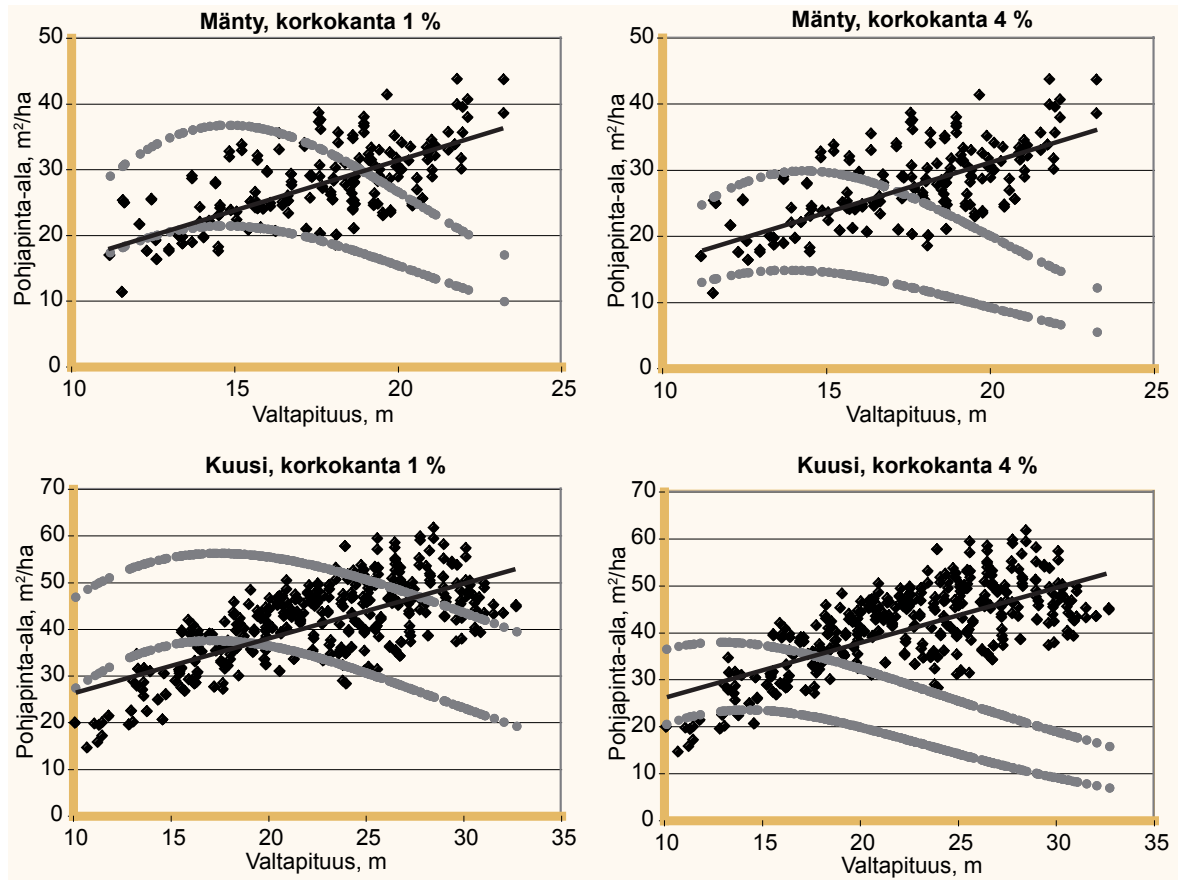 Mänty, korkokanta 1 %
50
40
30
20
10
0
Pohjapinta-ala, m²/ha
10 15 20 25
Valtapituus, m
Mänty, korkokanta 4 %
50
40
30
20
10
0
Pohjapinta-ala, m²/ha
10 15 20 25
Valtapituus, m
Kuusi, korkokanta 1 %
70
60
50
40
30
20
10
0
Pohjapinta-ala, m²/ha
10 15 20 25 30 35
Valtapituus, m
Kuusi, korkokanta 4 %
70
60
50
40
30
20
10
0
Pohjapinta-ala, m²/ha
10 15 20 25 30 35
Valtapituus, m